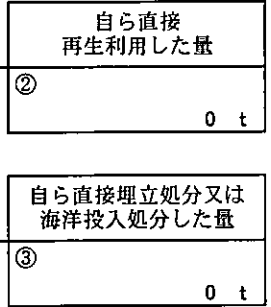 自ら直接
再生利用した量
②
0 t
自ら直接埋立処分又は
海洋投入処分した量
③
0 t